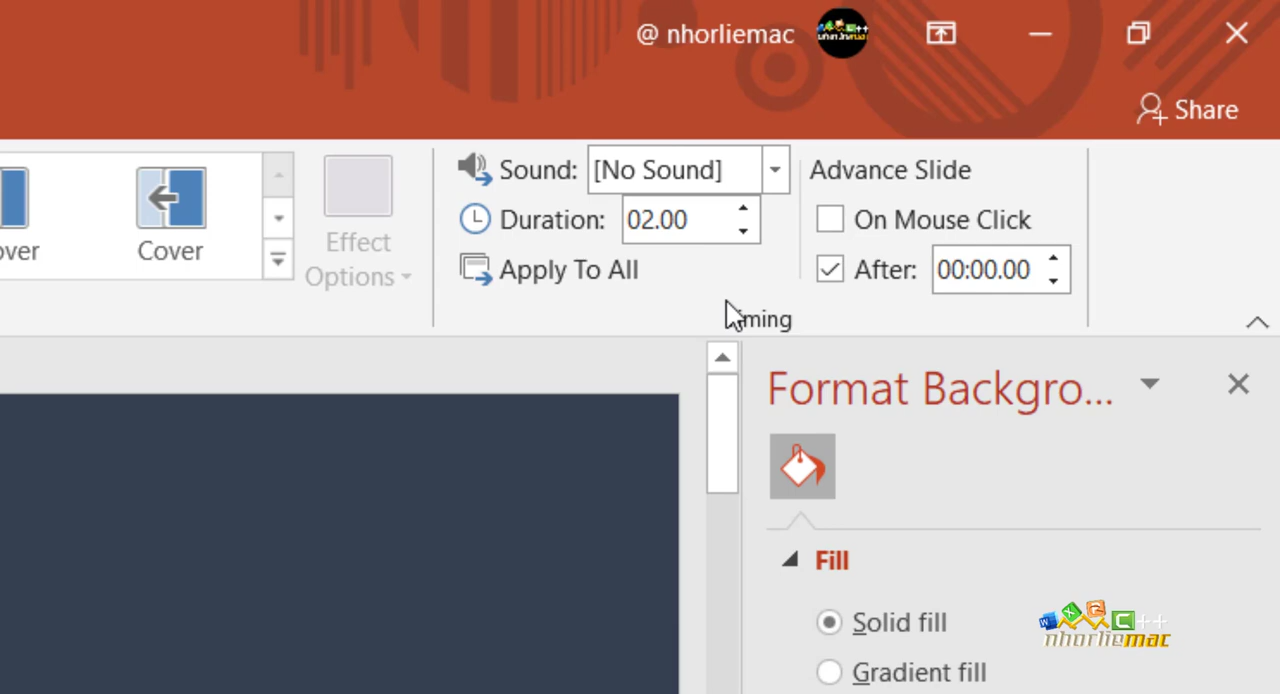 @ nhorliemac
Share
over
Cover
Effect
Options
Sound: [No Sound]
Duration: 02.00
Apply To All
Advance Slide
On Mouse Click
After: 00:00.00
ming
Format Backgro...
Fill
Solid fill
Gradient fill
nhorliemac